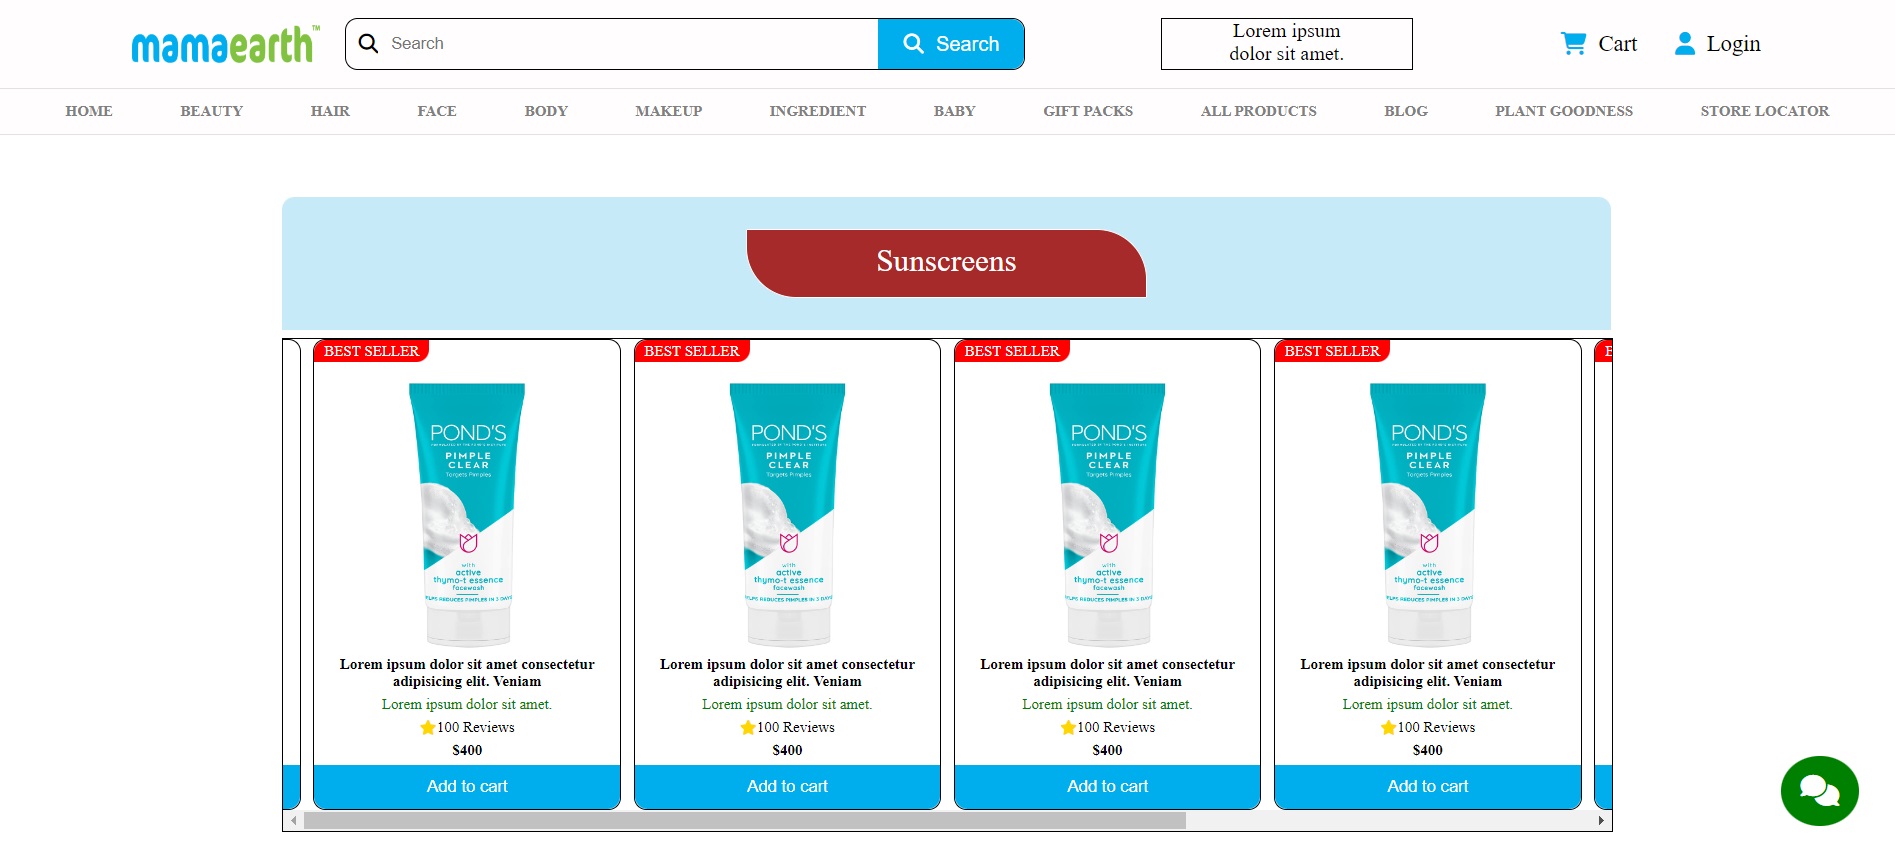 mamaearth™
Search
Search
Lorem ipsum
dolor sit amet.
Cart
Login
HOME BEAUTY HAIR FACE BODY MAKEUP INGREDIENT BABY GIFT PACKS ALL PRODUCTS BLOG PLANT GOODNESS STORE LOCATOR
Sunscreens
BEST SELLER
POND'S
PIMPLE
CLEAR
Targets Pimples
with
active
thymo-t essence
facewash
Lorem ipsum dolor sit amet consectetur
adipisicing elit. Veniam
Lorem ipsum dolor sit amet.
100 Reviews
$400
Add to cart
BEST SELLER
POND'S
PIMPLE
CLEAR
Targets Pimples
with
active
thymo-t essence
facewash
Lorem ipsum dolor sit amet consectetur
adipisicing elit. Veniam
Lorem ipsum dolor sit amet.
100 Reviews
$400
Add to cart
BEST SELLER
POND'S
PIMPLE
CLEAR
Targets Pimples
with
active
thymo-t essence
facewash
Lorem ipsum dolor sit amet consectetur
adipisicing elit. Veniam
Lorem ipsum dolor sit amet.
100 Reviews
$400
Add to cart
BEST SELLER
POND'S
PIMPLE
CLEAR
Targets Pimples
with
active
thymo-t essence
facewash
Lorem ipsum dolor sit amet consectetur
adipisicing elit. Veniam
Lorem ipsum dolor sit amet.
100 Reviews
$400
Add to cart